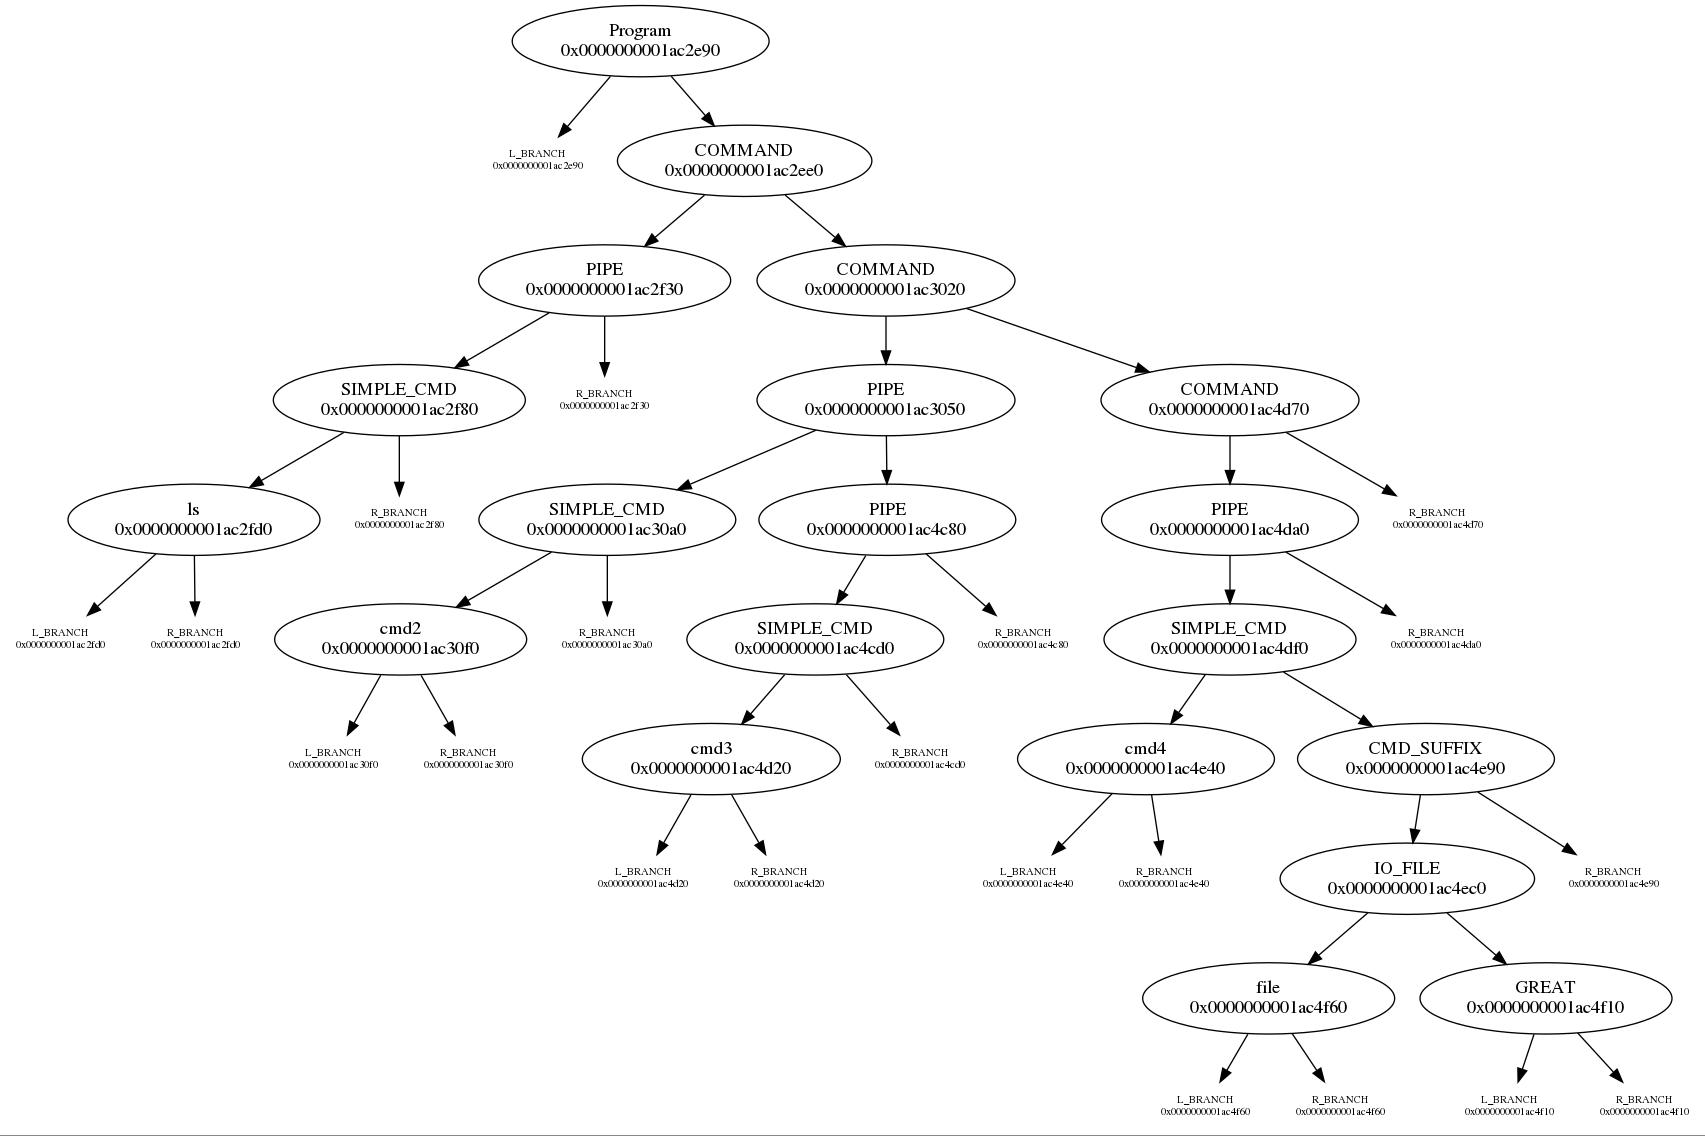 Program
0x0000000001ac2e90
L_BRANCH
0x0000000001ac2e90
COMMAND
0x0000000001ac2ee0
PIPE
0x0000000001ac2f30
COMMAND
0x0000000001ac3020
SIMPLE_CMD
0x0000000001ac2f80
R_BRANCH
0x0000000001ac2f30
PIPE
0x0000000001ac3050
COMMAND
0x0000000001ac4d70
ls
0x0000000001ac2fd0
R_BRANCH
0x0000000001ac2f80
SIMPLE_CMD
0x0000000001ac30a0
PIPE
0x0000000001ac4c80
PIPE
0x0000000001ac4da0
R_BRANCH
0x0000000001ac4d70
L_BRANCH
0x0000000001ac2fd0
R_BRANCH
0x0000000001ac2fd0
cmd2
0x0000000001ac30f0
R_BRANCH
0x0000000001ac30a0
SIMPLE_CMD
0x0000000001ac4cd0
R_BRANCH
0x0000000001ac4c80
SIMPLE_CMD
0x0000000001ac4df0
R_BRANCH
0x0000000001ac4da0
L_BRANCH
0x0000000001ac30f0
R_BRANCH
0x0000000001ac30f0
cmd3
0x0000000001ac4d20
R_BRANCH
0x0000000001ac4cd0
cmd4
0x0000000001ac4e40
CMD_SUFFIX
0x0000000001ac4e90
L_BRANCH
0x0000000001ac4d20
R_BRANCH
0x0000000001ac4d20
L_BRANCH
0x0000000001ac4e40
R_BRANCH
0x0000000001ac4e40
IO_FILE
0x0000000001ac4ec0
R_BRANCH
0x0000000001ac4e90
file
0x0000000001ac4f60
GREAT
0x0000000001ac4f10
L_BRANCH
0x0000000001ac4f60
R_BRANCH
0x0000000001ac4f60
L_BRANCH
0x0000000001ac4f10
R_BRANCH
0x0000000001ac4f10